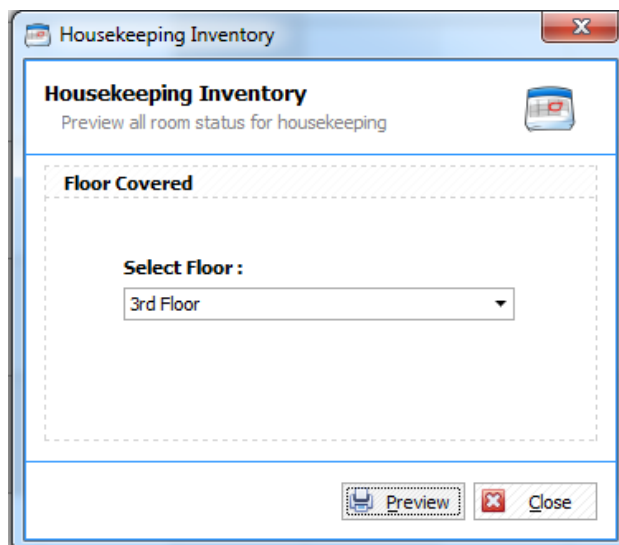 Housekeeping Inventory
Housekeeping Inventory
Preview all room status for housekeeping
Floor Covered
Select Floor :
3rd Floor
Preview Close